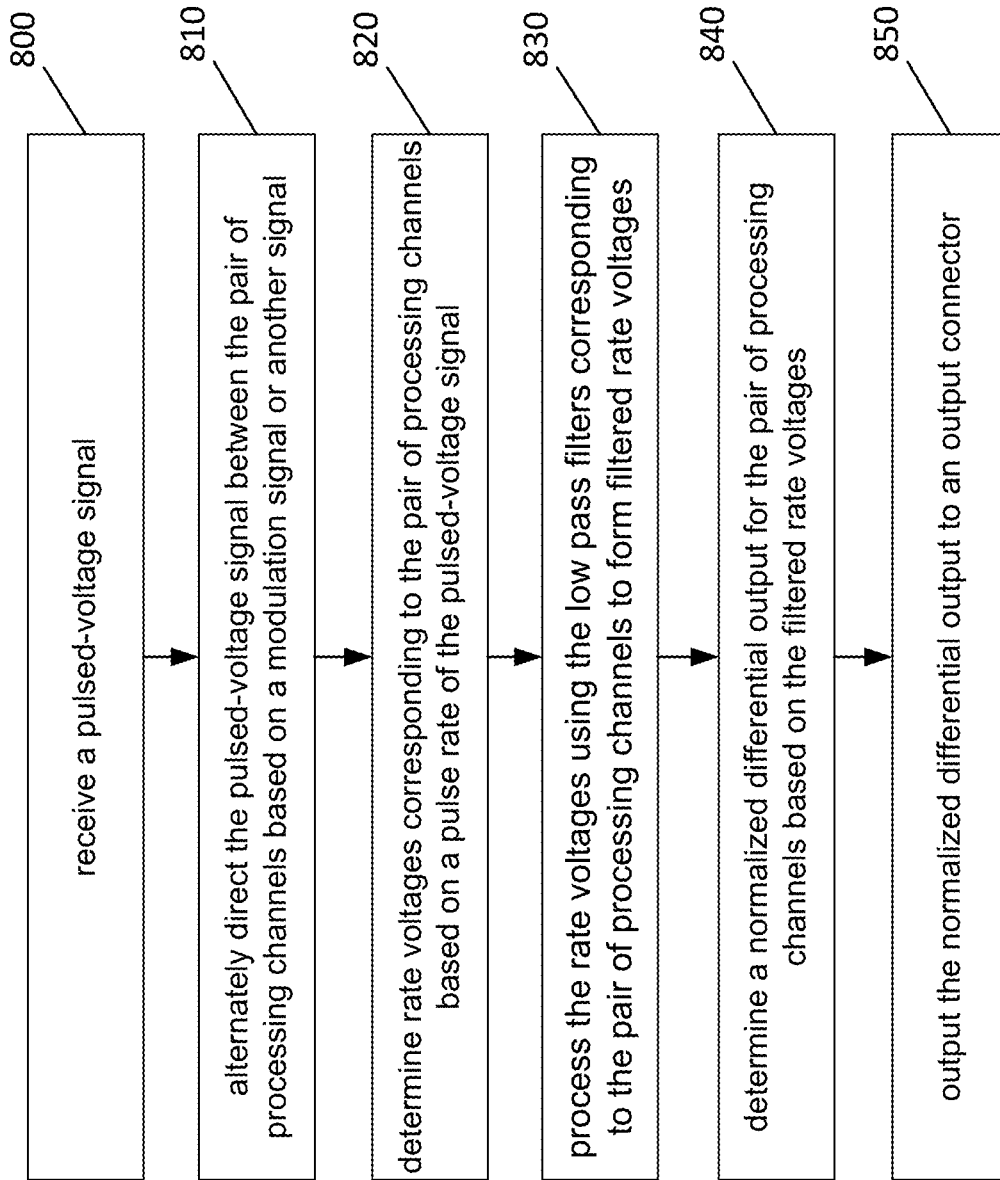 800
receive a pulsed-voltage signal
810
alternately direct the pulsed-voltage signal between the pair of
processing channels based on a modulation signal or another signal
820
determine rate voltages corresponding to the pair of processing channels
based on a pulse rate of the pulsed-voltage signal
830
process the rate voltages using the low pass filters corresponding
to the pair of processing channels to form filtered rate voltages
840
determine a normalized differential output for the pair of processing
channels based on the filtered rate voltages
850
output the normalized differential output to an output connector